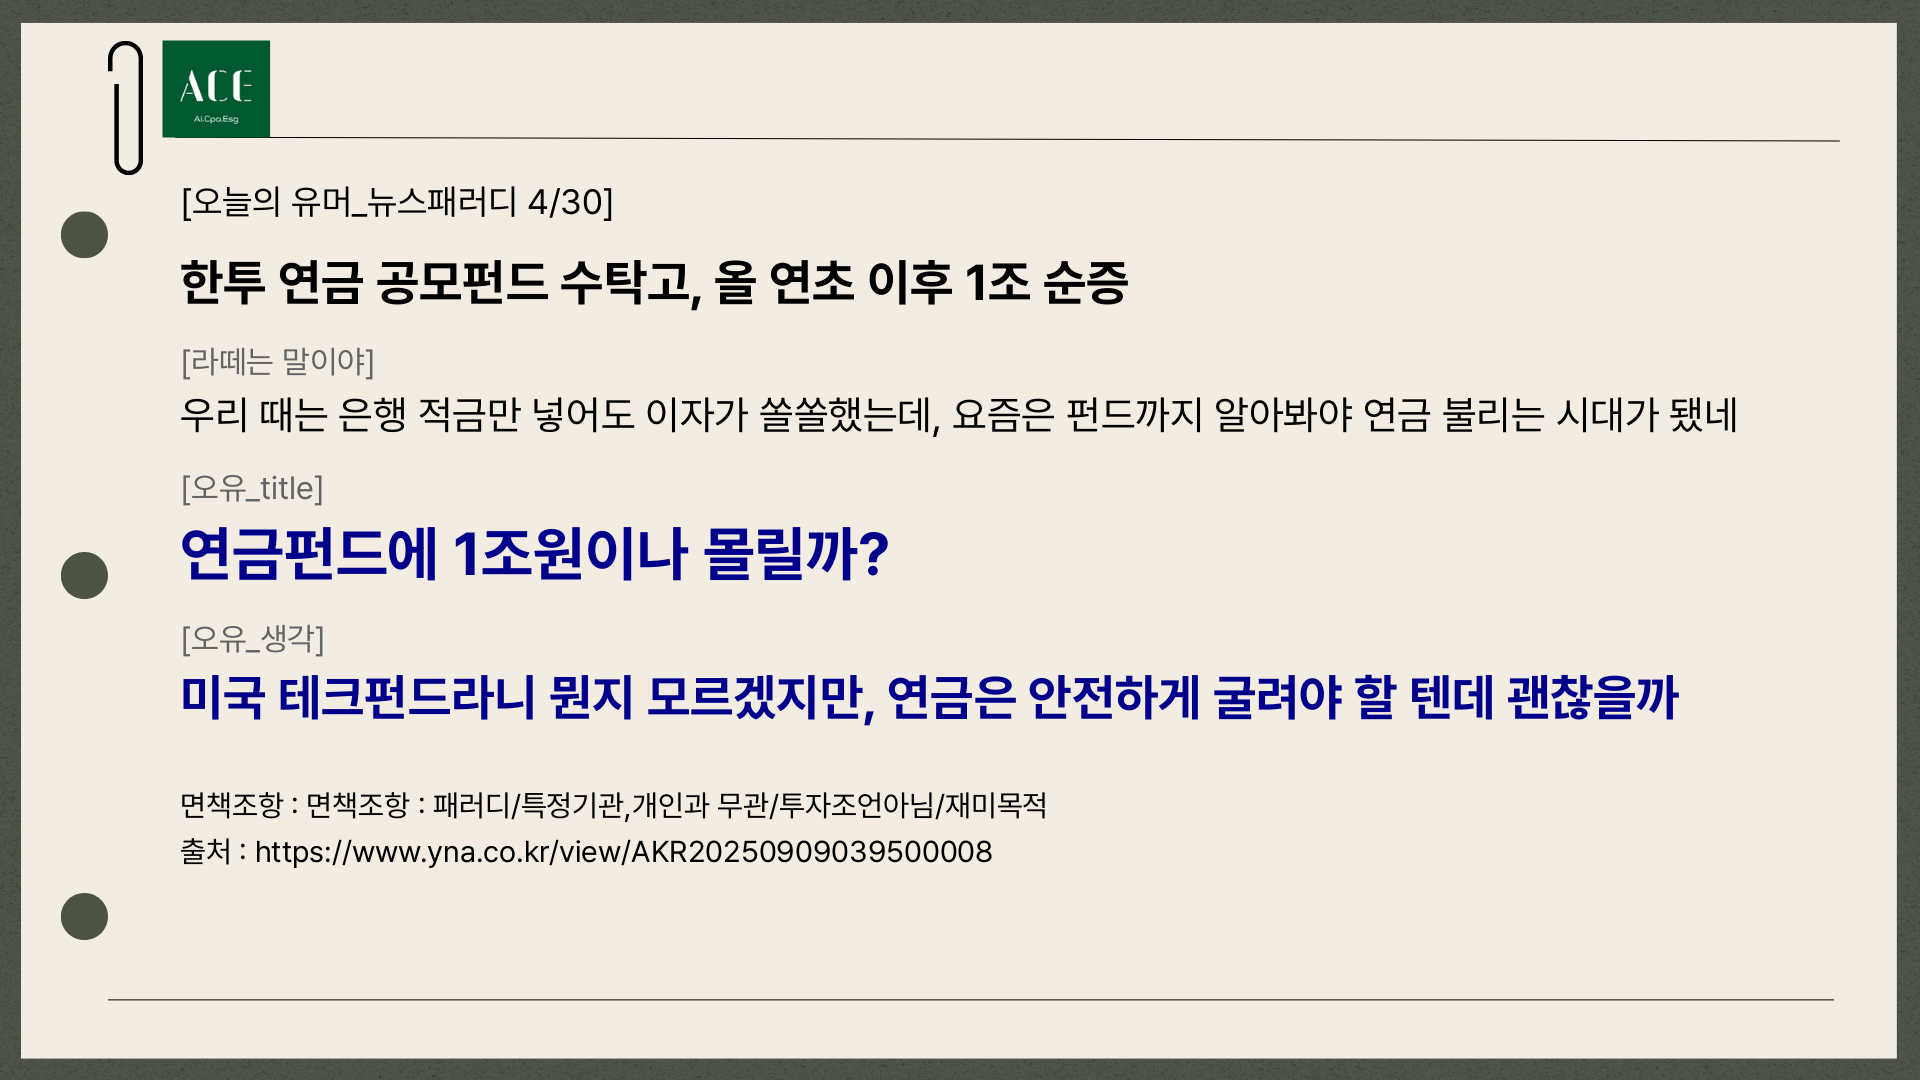 ACE
Ai.Cpa.Esg
[오늘의 유머_뉴스패러디 4/30]
한투 연금 공모펀드 수탁고, 올 연초 이후 1조 순증
[라떼는 말이야]
우리 때는 은행 적금만 넣어도 이자가 쏠쏠했는데, 요즘은 펀드까지 알아봐야 연금 불리는 시대가 됐네
[오유_title]
연금펀드에 1조원이나 몰릴까?
[오유_생각]
미국 테크펀드라니 뭔지 모르겠지만, 연금은 안전하게 굴려야 할 텐데 괜찮을까
면책조항 : 면책조항 : 패러디/특정기관,개인과 무관/투자조언아님/재미목적
출처 : https://www.yna.co.kr/view/AKR20250909039500008